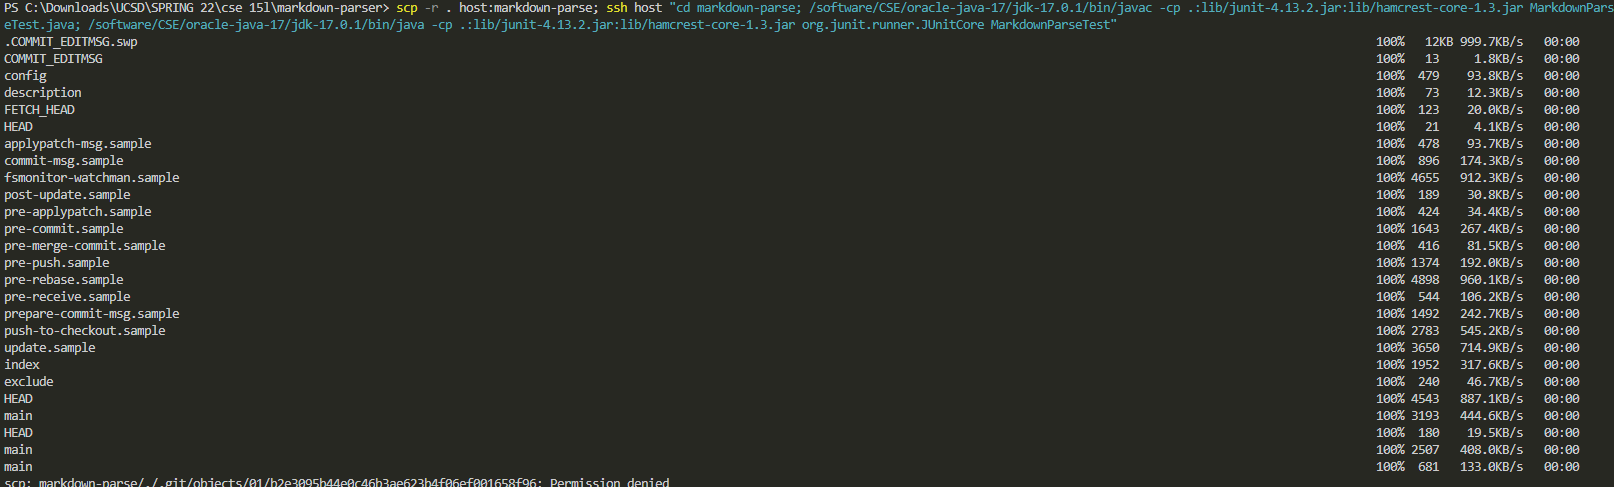 PS C:\Downloads\UCSD\SPRING 22\cse 15l\markdown-parser> scp -r . host:markdown-parse; ssh host "cd markdown-parse; /software/CSE/oracle-java-17/jdk-17.0.1/bin/javac -cp .:lib/junit-4.13.2.jar:lib/hamcrest-core-1.3.jar MarkdownPars
eTest.java; /software/CSE/oracle-java-17/jdk-17.0.1/bin/java -cp .:lib/junit-4.13.2.jar:lib/hamcrest-core-1.3.jar org.junit.runner.JUnitCore MarkdownParseTest"
.COMMIT_EDITMSG.swp 100% 12KB 999.7KB/s 00:00
COMMIT_EDITMSG 100% 13 1.8KB/s 00:00
config 100% 479 93.8KB/s 00:00
description 100% 73 12.3KB/s 00:00
FETCH_HEAD 100% 123 20.0KB/s 00:00
HEAD 100% 21 4.1KB/s 00:00
applypatch-msg.sample 100% 478 93.7KB/s 00:00
commit-msg.sample 100% 896 174.3KB/s 00:00
fsmonitor-watchman.sample 100% 4655 912.3KB/s 00:00
post-update.sample 100% 189 30.8KB/s 00:00
pre-applypatch.sample 100% 424 34.4KB/s 00:00
pre-commit.sample 100% 1643 267.4KB/s 00:00
pre-merge-commit.sample 100% 416 81.5KB/s 00:00
pre-push.sample 100% 1374 192.0KB/s 00:00
pre-rebase.sample 100% 4898 960.1KB/s 00:00
pre-receive.sample 100% 544 106.2KB/s 00:00
prepare-commit-msg.sample 100% 1492 242.7KB/s 00:00
push-to-checkout.sample 100% 2783 545.2KB/s 00:00
update.sample 100% 3650 714.9KB/s 00:00
index 100% 1952 317.6KB/s 00:00
exclude 100% 240 46.7KB/s 00:00
HEAD 100% 4543 887.1KB/s 00:00
main 100% 3193 444.6KB/s 00:00
HEAD 100% 180 19.5KB/s 00:00
main 100% 2507 408.0KB/s 00:00
main 100% 681 133.0KB/s 00:00
scp: markdown-parse/./.git/objects/01/b2e3095b44e0c46b3ae623b4f06ef001658f96: Permission denied